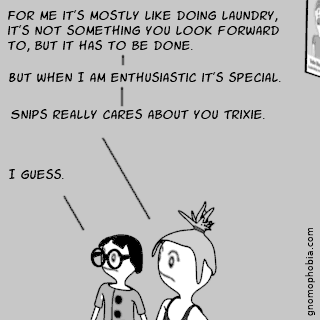 FOR ME IT'S MOSTLY LIKE DOING LAUNDRY,
IT'S NOT SOMETHING YOU LOOK FORWARD
TO, BUT IT HAS TO BE DONE.
BUT WHEN I AM ENTHUSIASTIC IT'S SPECIAL.
SNIPS REALLY CARES ABOUT YOU TRIXIE.
I GUESS.
gnomophobia.com